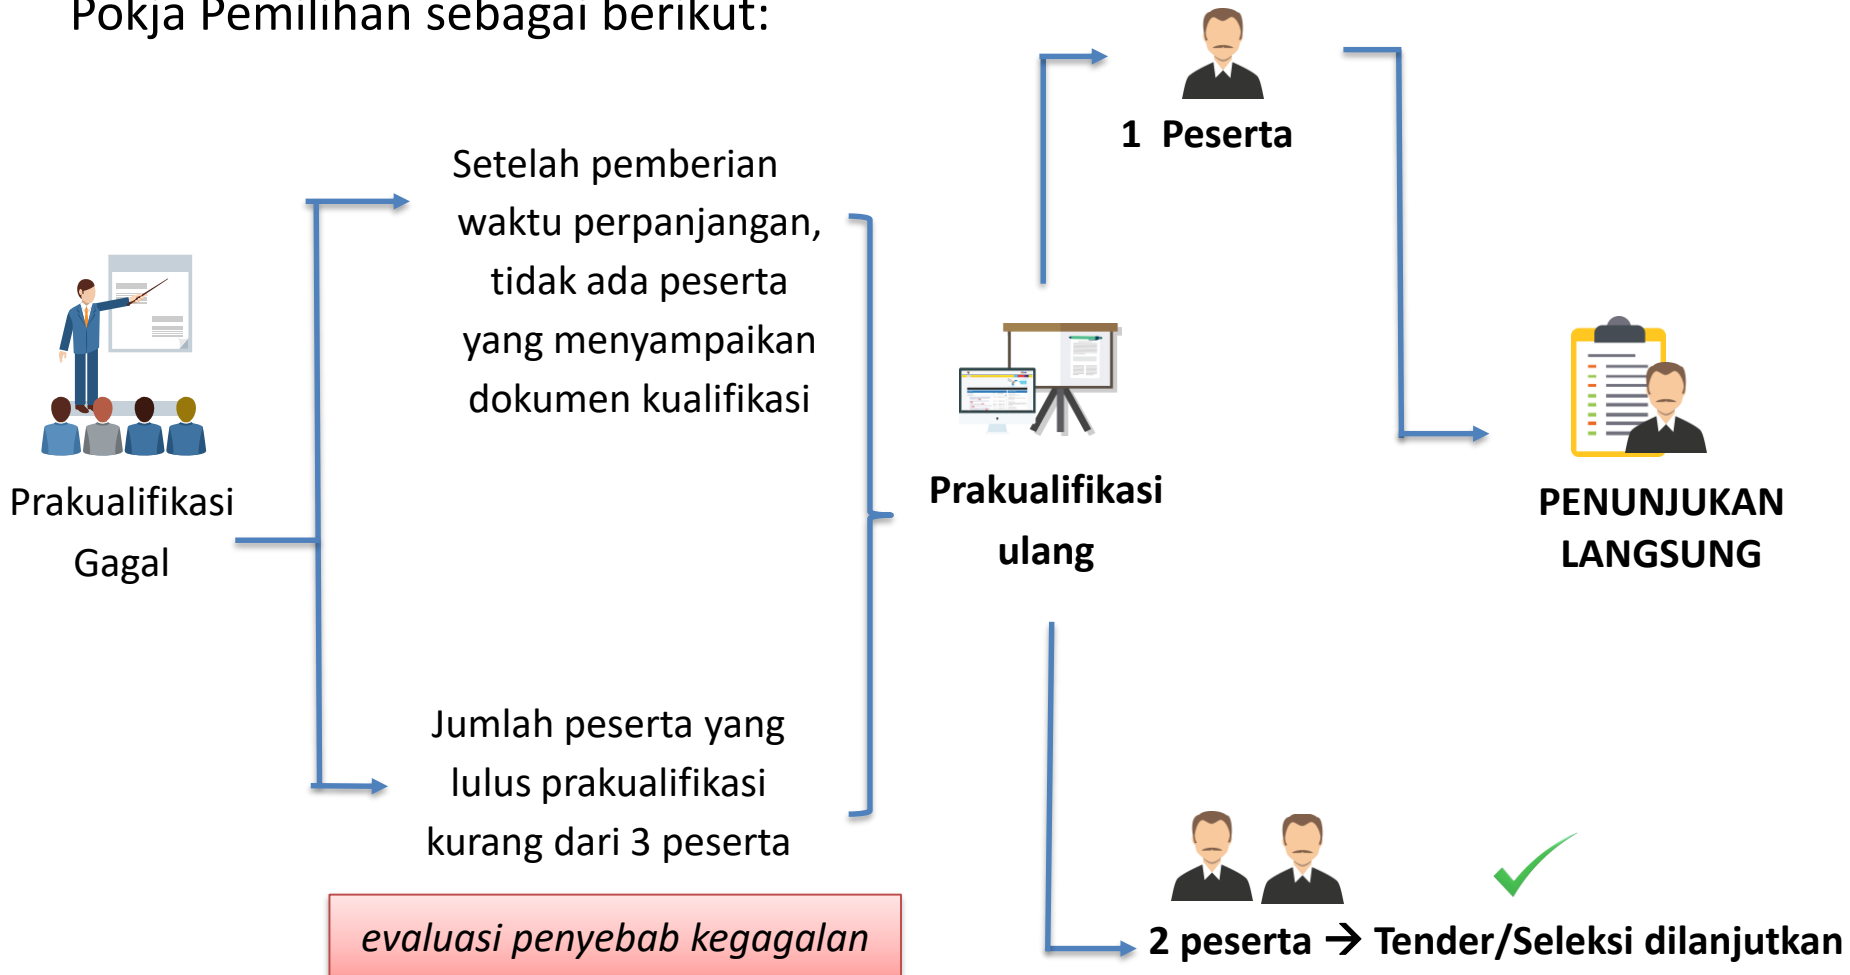 Pokja Pemilihan sebagai berikut:
Prakualifikasi
Gagal
Setelah pemberian
waktu perpanjangan,
tidak ada peserta
yang menyampaikan
dokumen kualifikasi
Jumlah peserta yang
lulus prakualifikasi
kurang dari 3 peserta
evaluasi penyebab kegagalan
Prakualifikasi
ulang
1 Peserta
PENUNJUKAN
LANGSUNG
2 peserta → Tender/Seleksi dilanjutkan